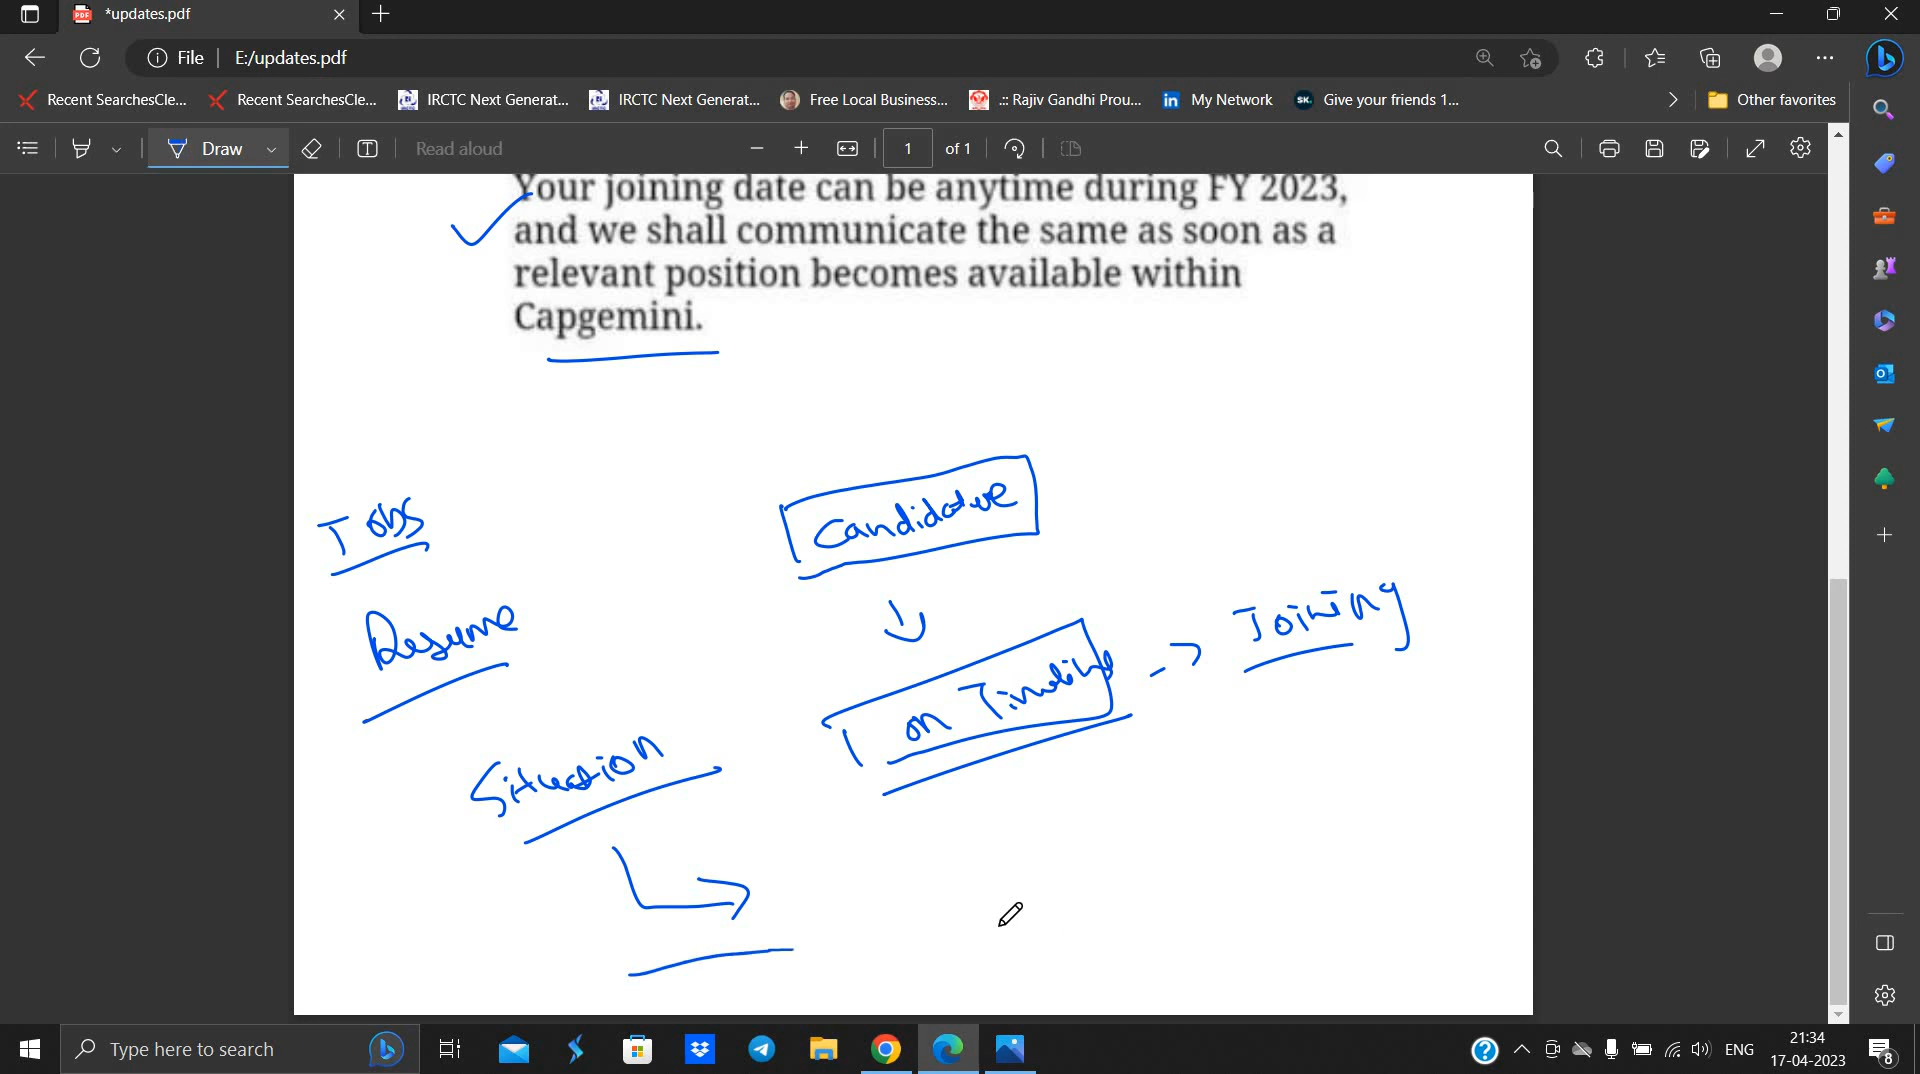 *updates.pdf
File
E:/updates.pdf
Recent SearchesCle...
Recent SearchesCle...
IRCTC Next Generat...
IRCTC Next Generat...
Free Local Business...
.:: Rajiv Gandhi Prou...
My Network
Give your friends 1...
Other favorites
Draw
Read aloud
1
of 1
Your joining date can be anytime during FY 2023,
and we shall communicate the same as soon as a
relevant position becomes available within
Capgemini.
Candidate
Jobs
Resume
Joining
on Timeline
Situation
Type here to search
ENG
21:34
17-04-2023
8